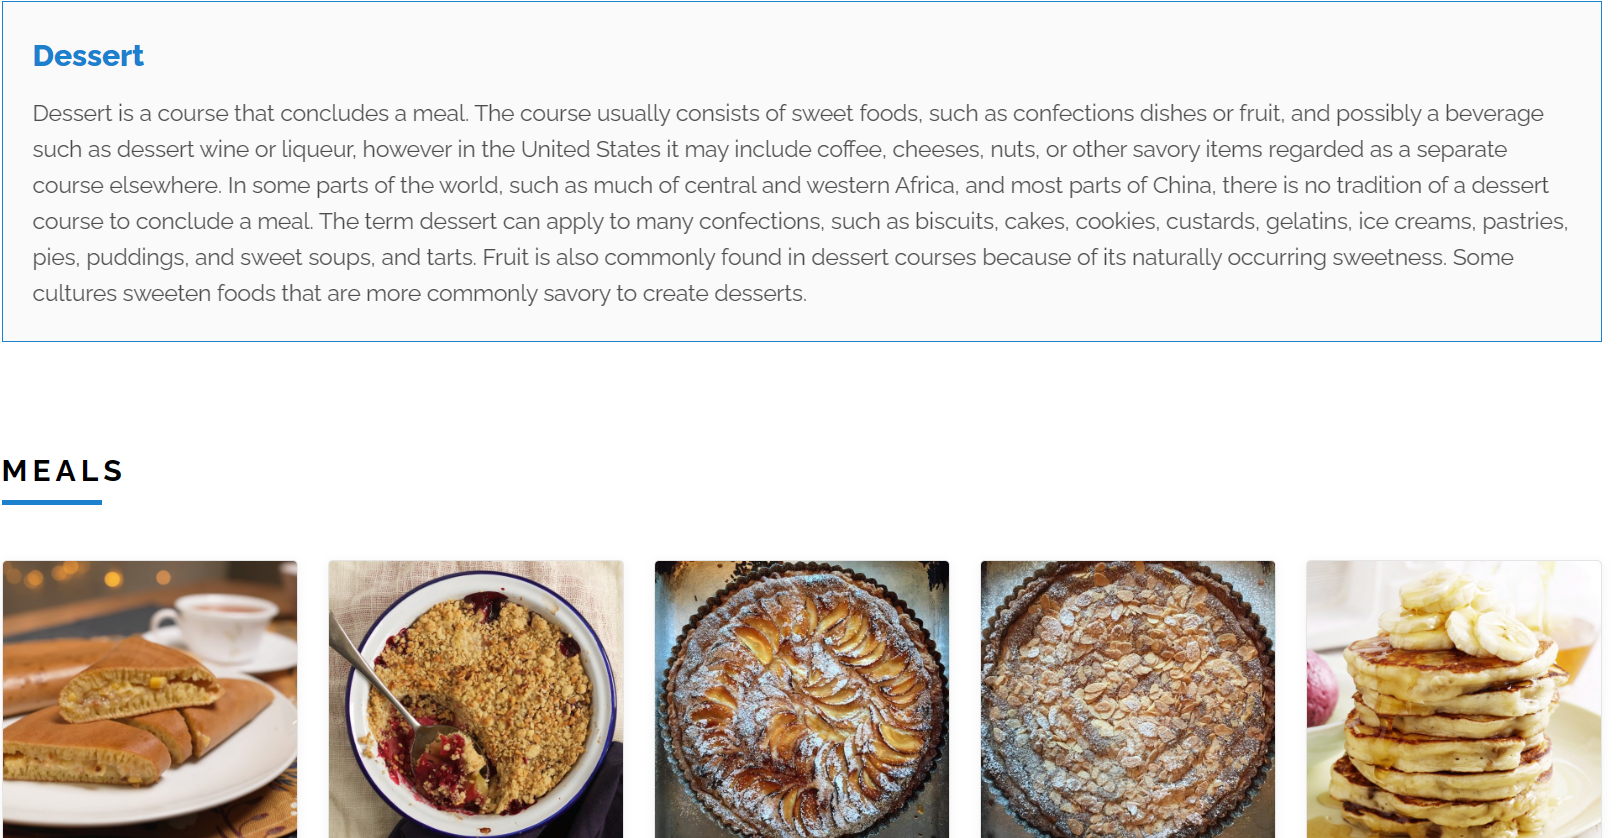 Dessert
Dessert is a course that concludes a meal. The course usually consists of sweet foods, such as confections dishes or fruit, and possibly a beverage
such as dessert wine or liqueur, however in the United States it may include coffee, cheeses, nuts, or other savory items regarded as a separate
course elsewhere. In some parts of the world, such as much of central and western Africa, and most parts of China, there is no tradition of a dessert
course to conclude a meal. The term dessert can apply to many confections, such as biscuits, cakes, cookies, custards, gelatins, ice creams, pastries,
pies, puddings, and sweet soups, and tarts. Fruit is also commonly found in dessert courses because of its naturally occurring sweetness. Some
cultures sweeten foods that are more commonly savory to create desserts.
MEALS